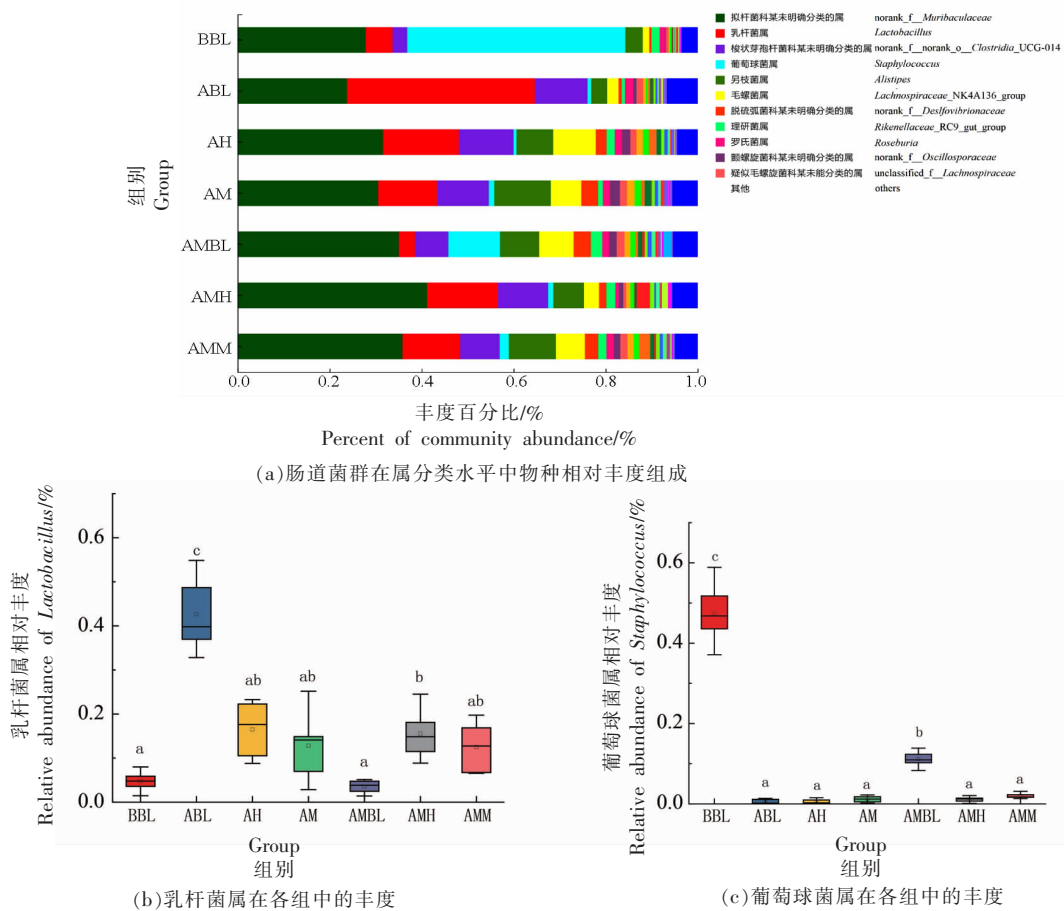 BBL
ABL
AH
AM
AMBL
AMH
AMM
组别
Group
0.0 0.2 0.4 0.6 0.8 1.0
丰度百分比/%
Percent of community abundance/%
拟杆菌科某未明确分类的属 norank_f__Muribaculaceae
乳杆菌属 Lactobacillus
梭状芽孢杆菌科某未明确分类的属 norank_f__norank_o__Clostridia_UCG-014
葡萄球菌属 Staphylococcus
另枝菌属 Alistipes
毛螺菌属 Lachnospiraceae_NK4A136_group
脱硫弧菌科某未明确分类的属 norank_f__Deslfovibrionaceae
理研菌属 Rikenellaceae_RC9_gut_group
罗氏菌属 Roseburia
颤螺旋菌科某未明确分类的属 norank_f__Oscillosporaceae
疑似毛螺旋菌科某未能分类的属 unclassified_f__Lachnospiraceae
其他 others
(a)肠道菌群在属分类水平中物种相对丰度组成
乳杆菌属相对丰度
Relative abundance of Lactobacillus/%
0.6
0.4
0.2
0.0
a c ab ab a b ab
BBL ABL AH AM AMBL AMH AMM
Group
组别
(b)乳杆菌属在各组中的丰度
葡萄球菌属相对丰度
Relative abundance of Staphylococcus/%
0.6
0.4
0.2
0.0
c a a a b a a
BBL ABL AH AM AMBL AMH AMM
Group
组别
(c)葡萄球菌属在各组中的丰度